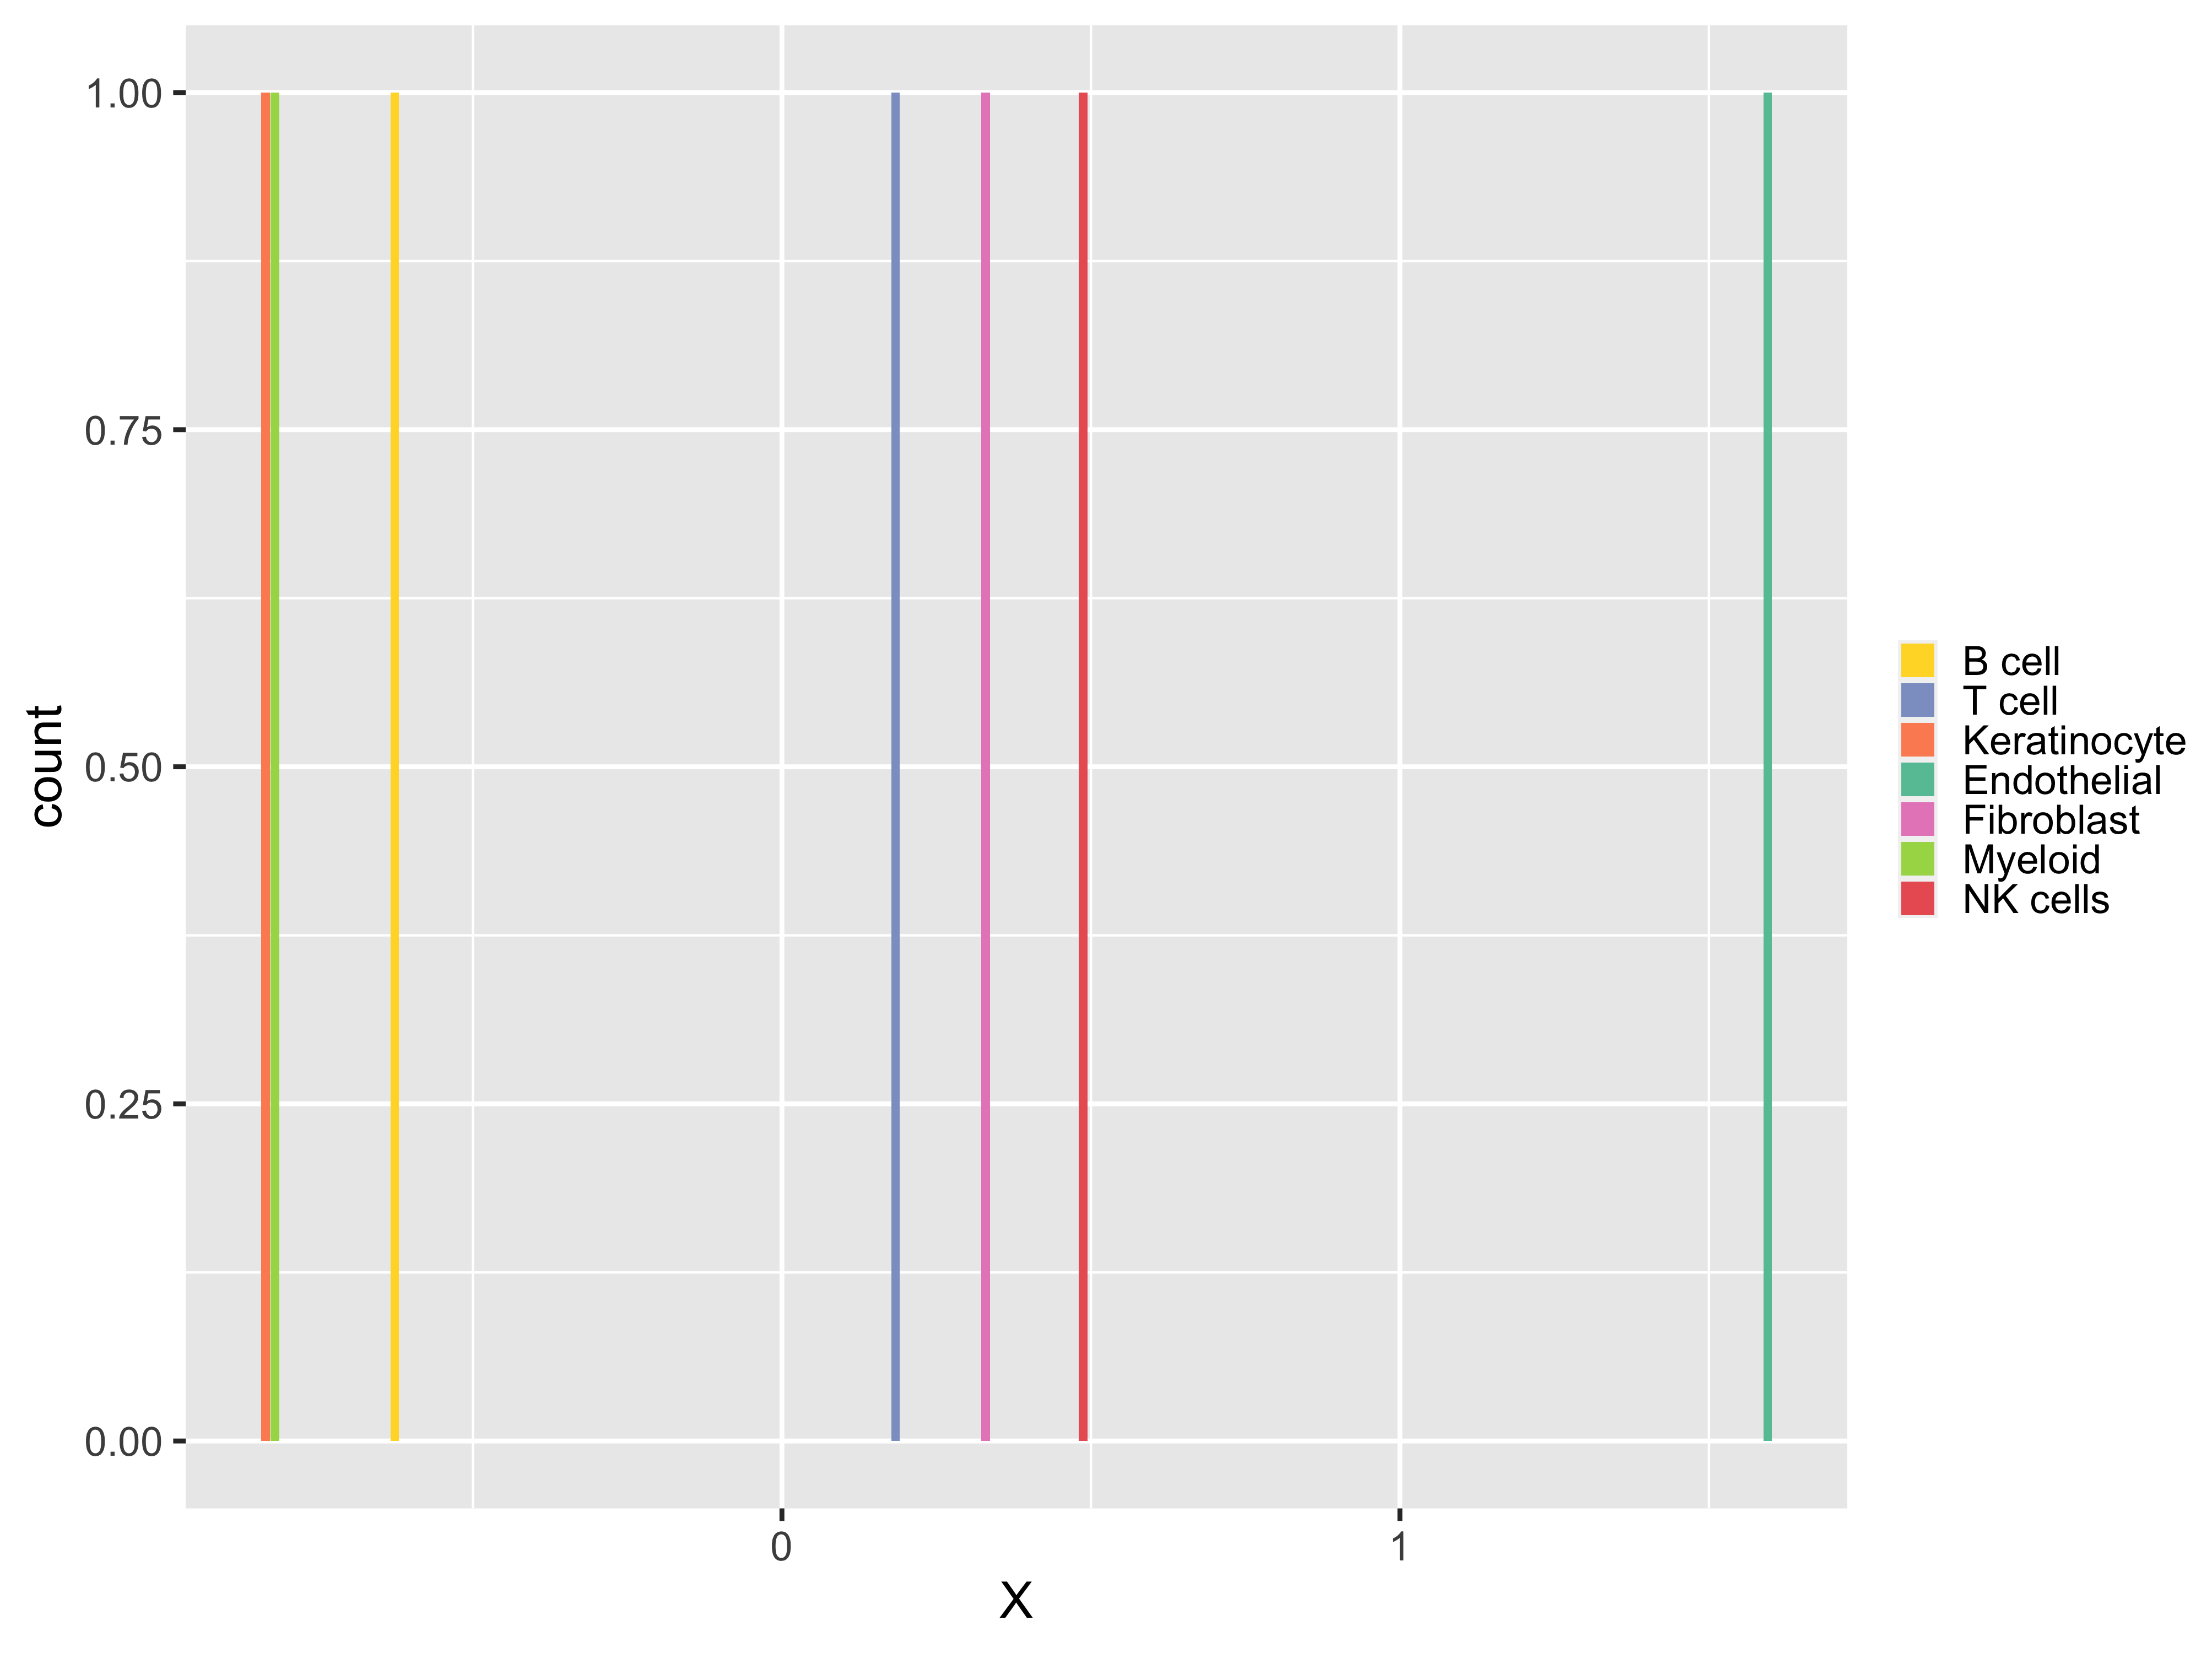 1.00
0.75
0.50
0.25
0.00
count
0
1
X
B cell
T cell
Keratinocyte
Endothelial
Fibroblast
Myeloid
NK cells